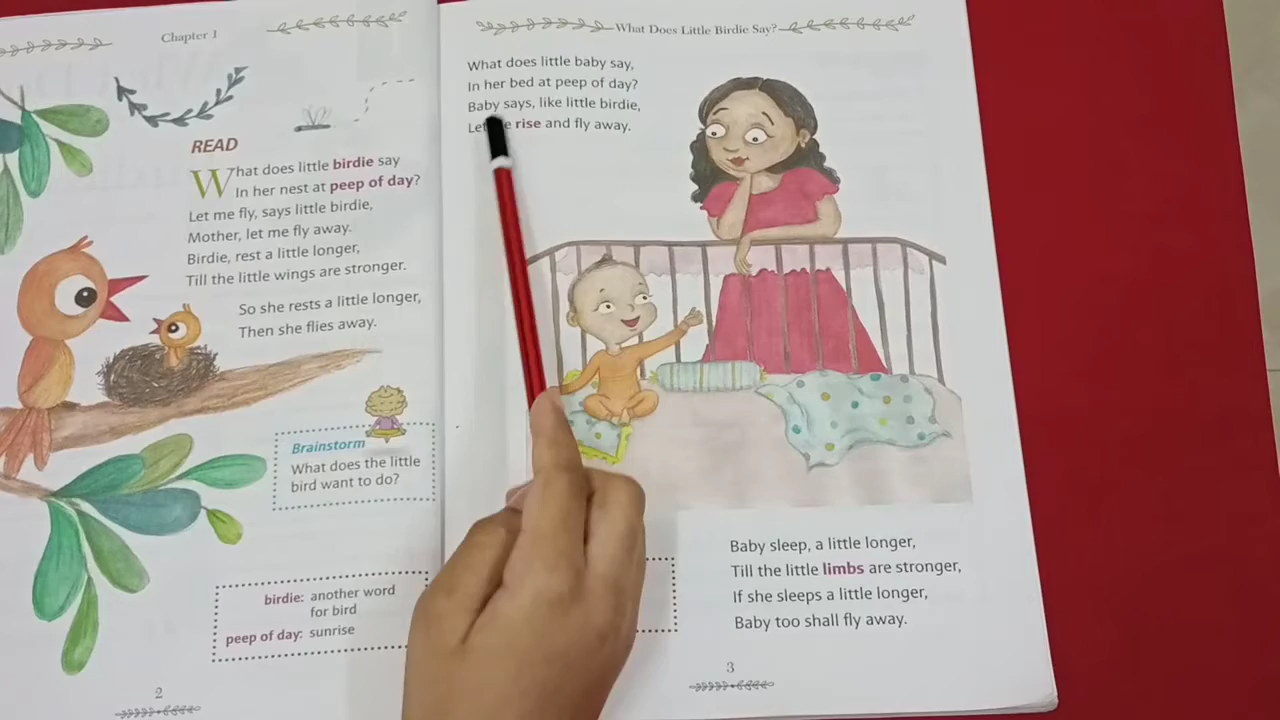 Chapter 1
READ
What does little birdie say
In her nest at peep of day?
Let me fly, says little birdie,
Mother, let me fly away.
Birdie, rest a little longer,
Till the little wings are stronger.
So she rests a little longer,
Then she flies away.
Brainstorm
What does the little
bird want to do?
birdie: another word
for bird
peep of day: sunrise
2
What Does Little Birdie Say?
What does little baby say,
In her bed at peep of day?
Baby says, like little birdie,
rise and fly away.
Baby sleep, a little longer,
Till the little limbs are stronger,
If she sleeps a little longer,
Baby too shall fly away.
3